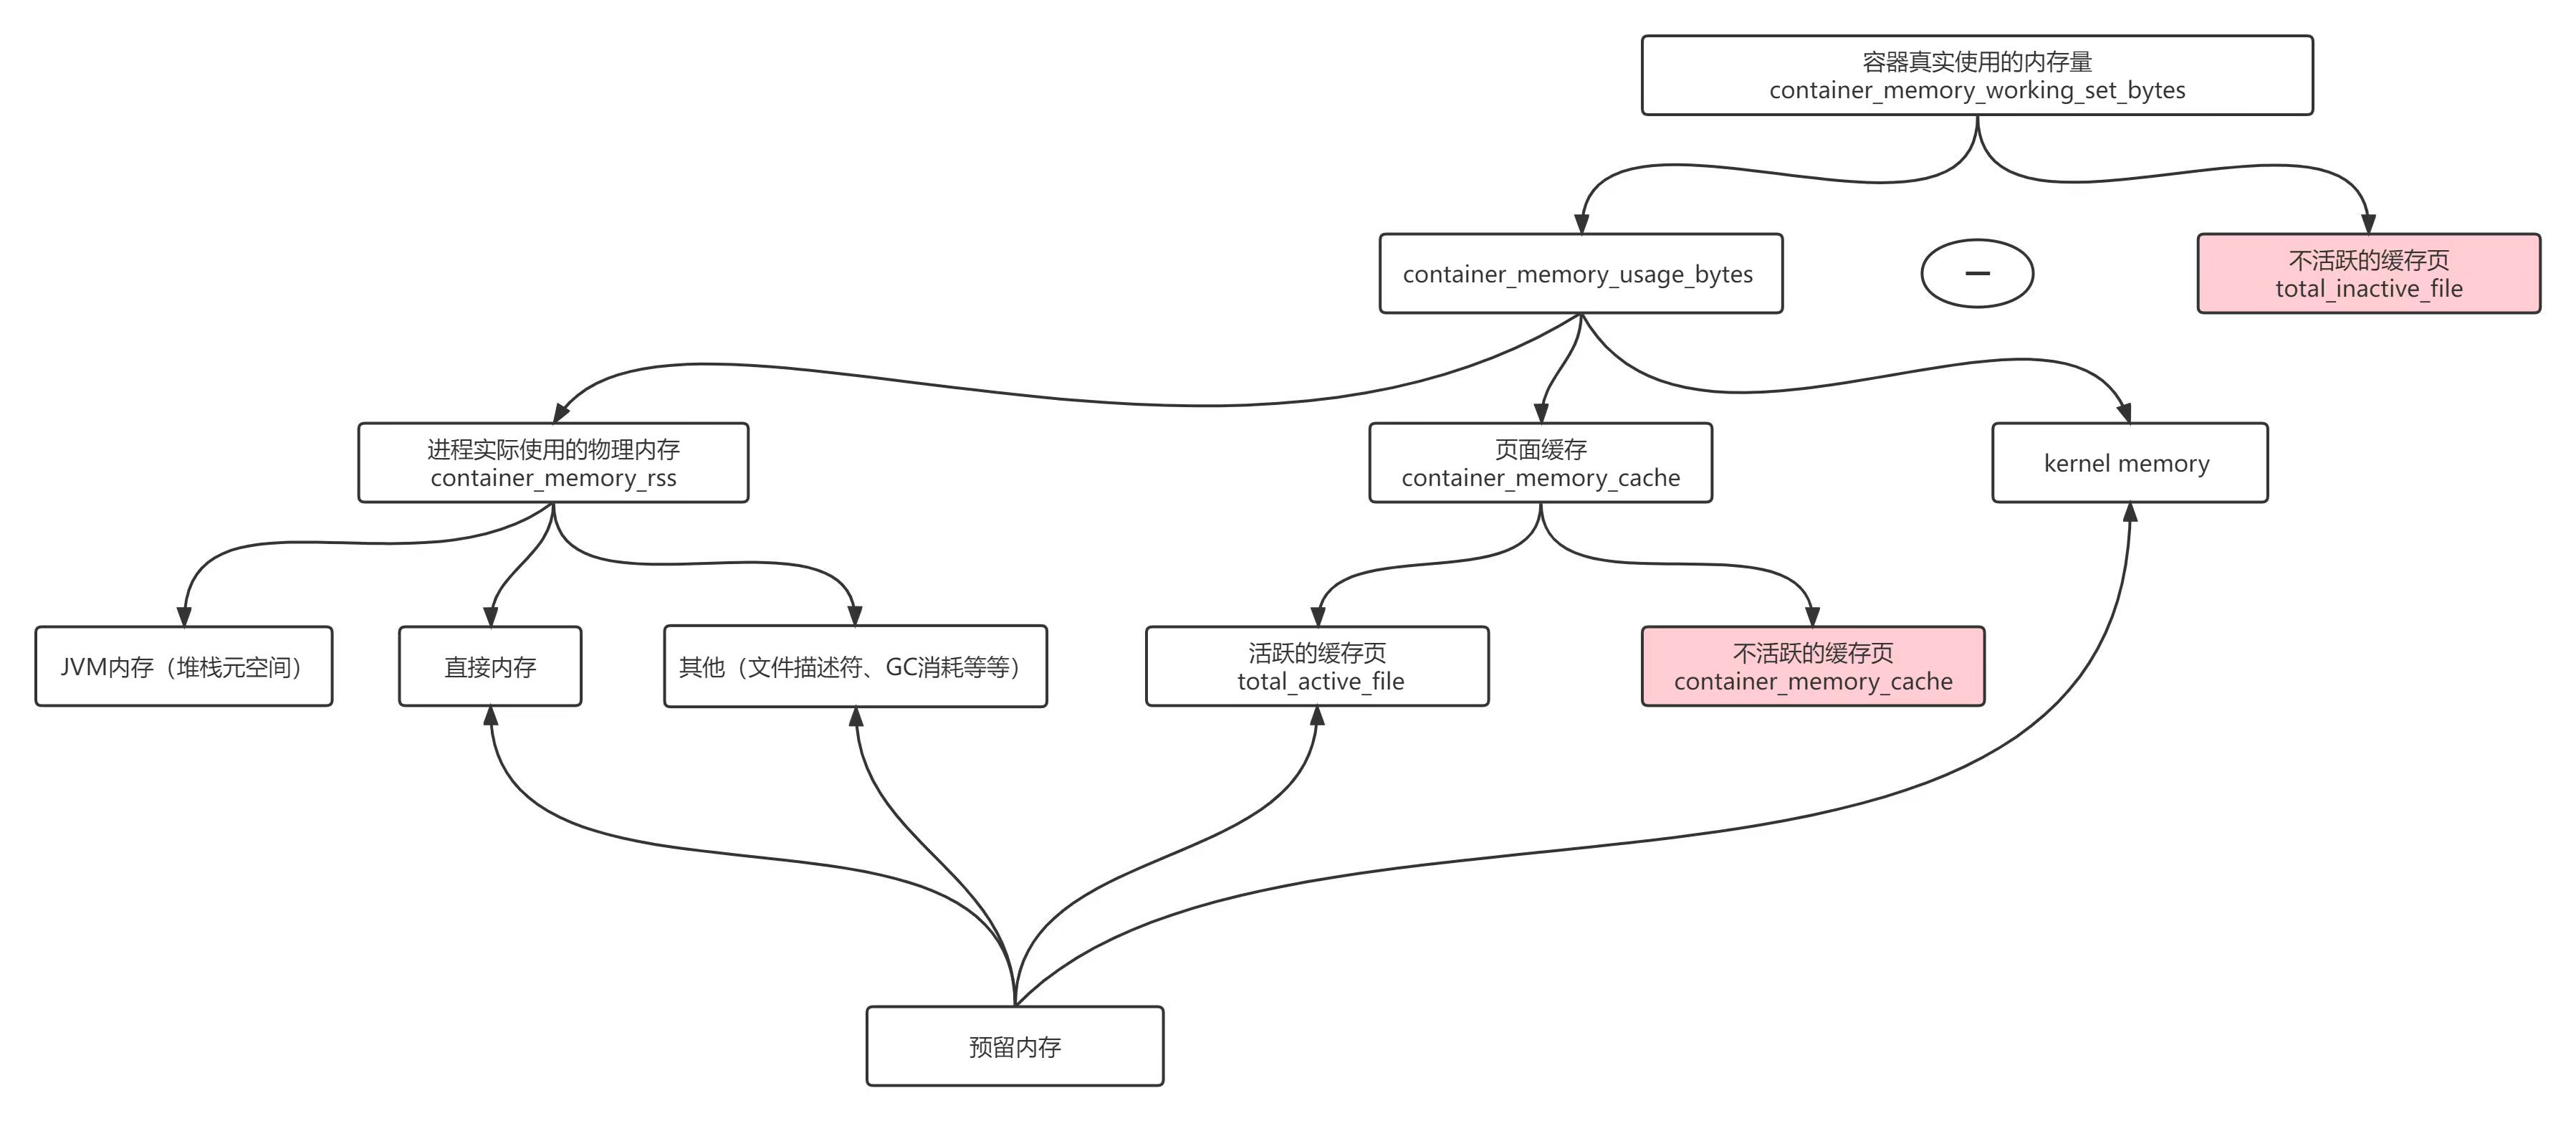 容器真实使用的内存量
container_memory_working_set_bytes
container_memory_usage_bytes
−
不活跃的缓存页
total_inactive_file
进程实际使用的物理内存
container_memory_rss
页面缓存
container_memory_cache
kernel memory
JVM内存（堆栈元空间）
直接内存
其他（文件描述符、GC消耗等等）
活跃的缓存页
total_active_file
不活跃的缓存页
container_memory_cache
预留内存